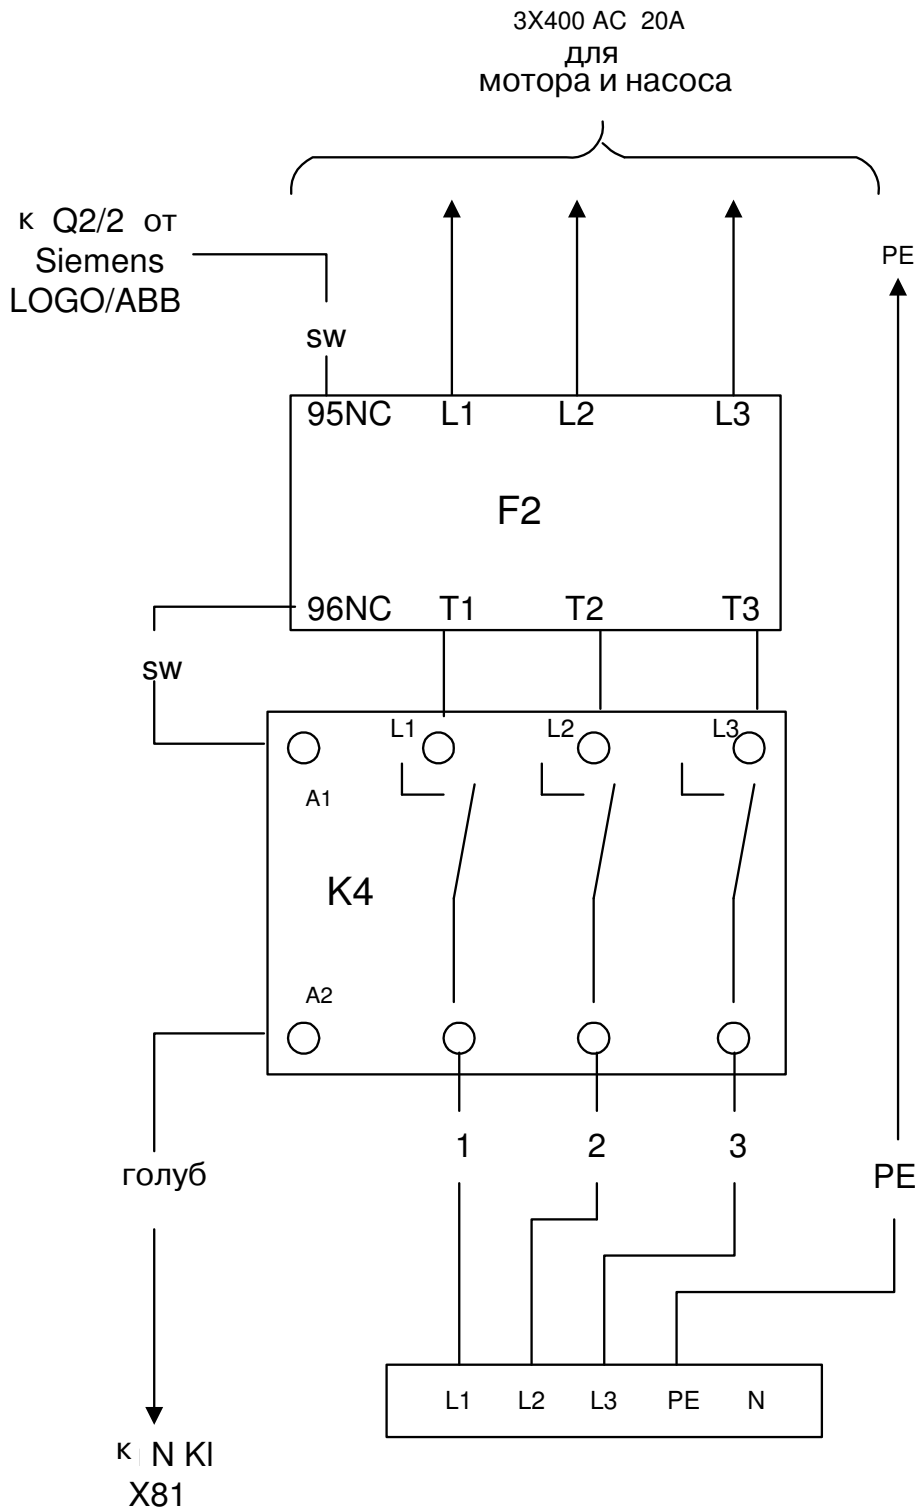 3X400 AC 20A
для
мотора и насоса
к Q2/2 от
Siemens
LOGO/ABB
PE
sw
95NC L1 L2 L3
F2
96NC T1 T2 T3
sw
L1 L2 L3
A1
K4
A2
1 2 3
голуб
PE
L1 L2 L3 PE N
к N Kl
X81